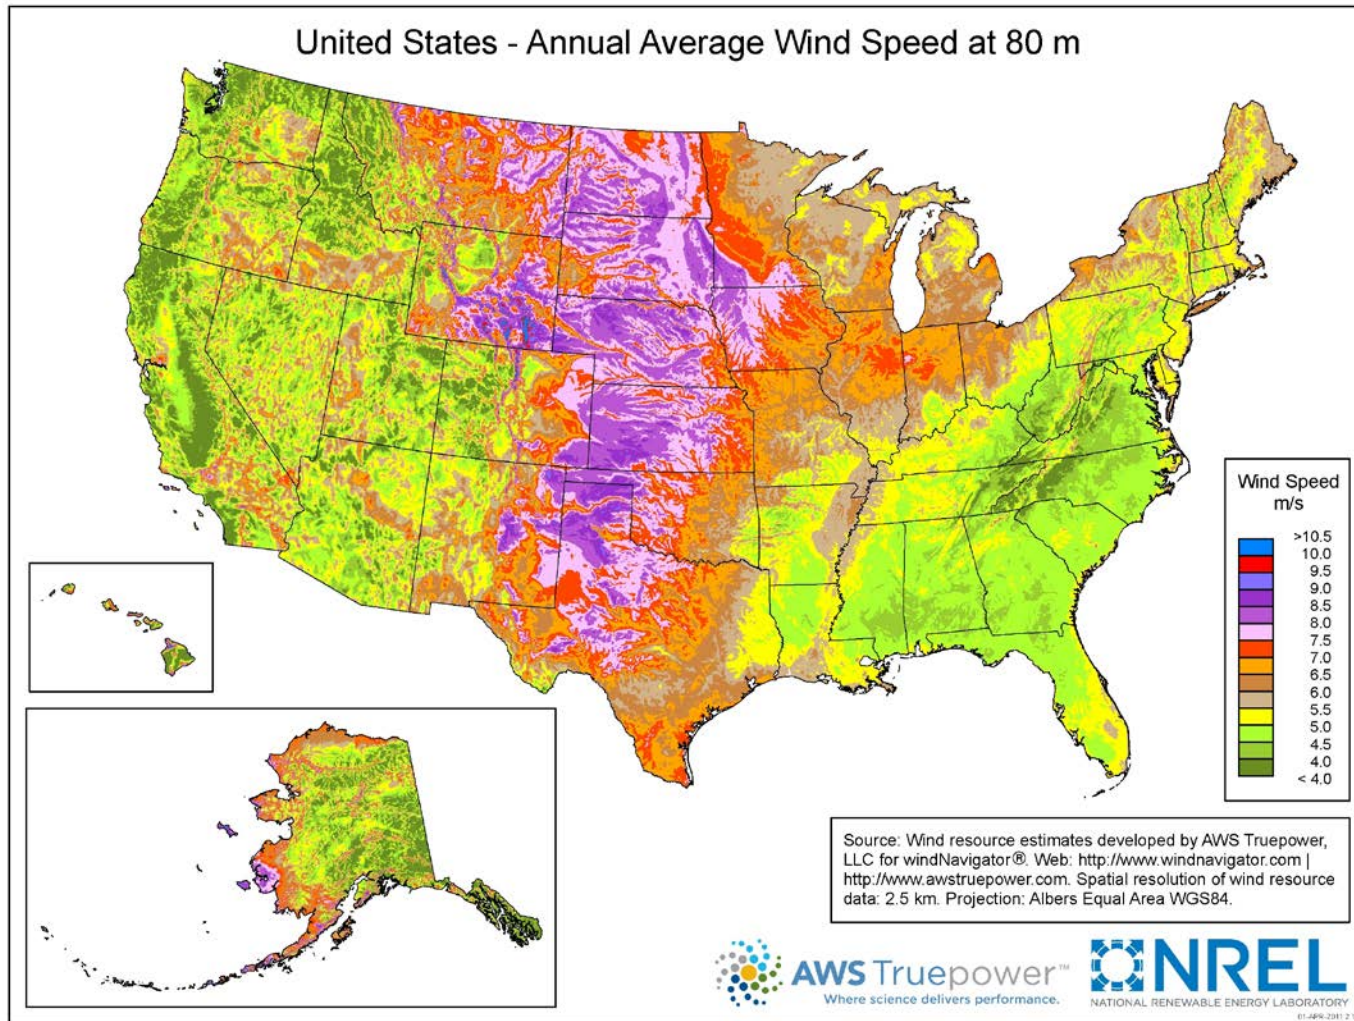 United States - Annual Average Wind Speed at 80 m
Wind Speed
m/s
>10.5
10.0
9.5
9.0
8.5
8.0
7.5
7.0
6.5
6.0
5.5
5.0
4.5
4.0
< 4.0
Source: Wind resource estimates developed by AWS Truepower,
LLC for windNavigator®. Web: http://www.windnavigator.com |
http://www.awstruepower.com. Spatial resolution of wind resource
data: 2.5 km. Projection: Albers Equal Area WGS84.
AWS Truepower™
Where science delivers performance.
NREL
NATIONAL RENEWABLE ENERGY LABORATORY
01-APR-2011